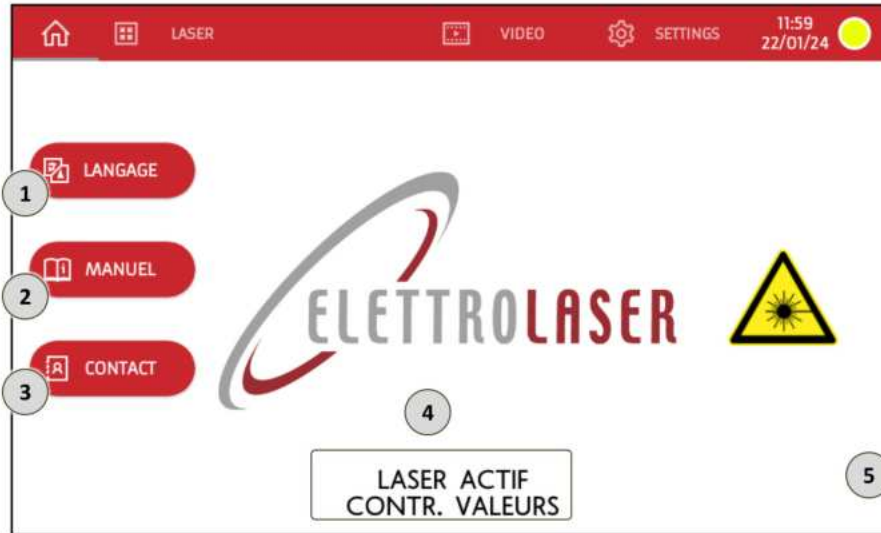 LASER
VIDEO
SETTINGS
11:59
22/01/24
LANGAGE
1
MANUEL
2
CONTACT
3
ELETTROLASER
4
LASER ACTIF
CONTR. VALEURS
5